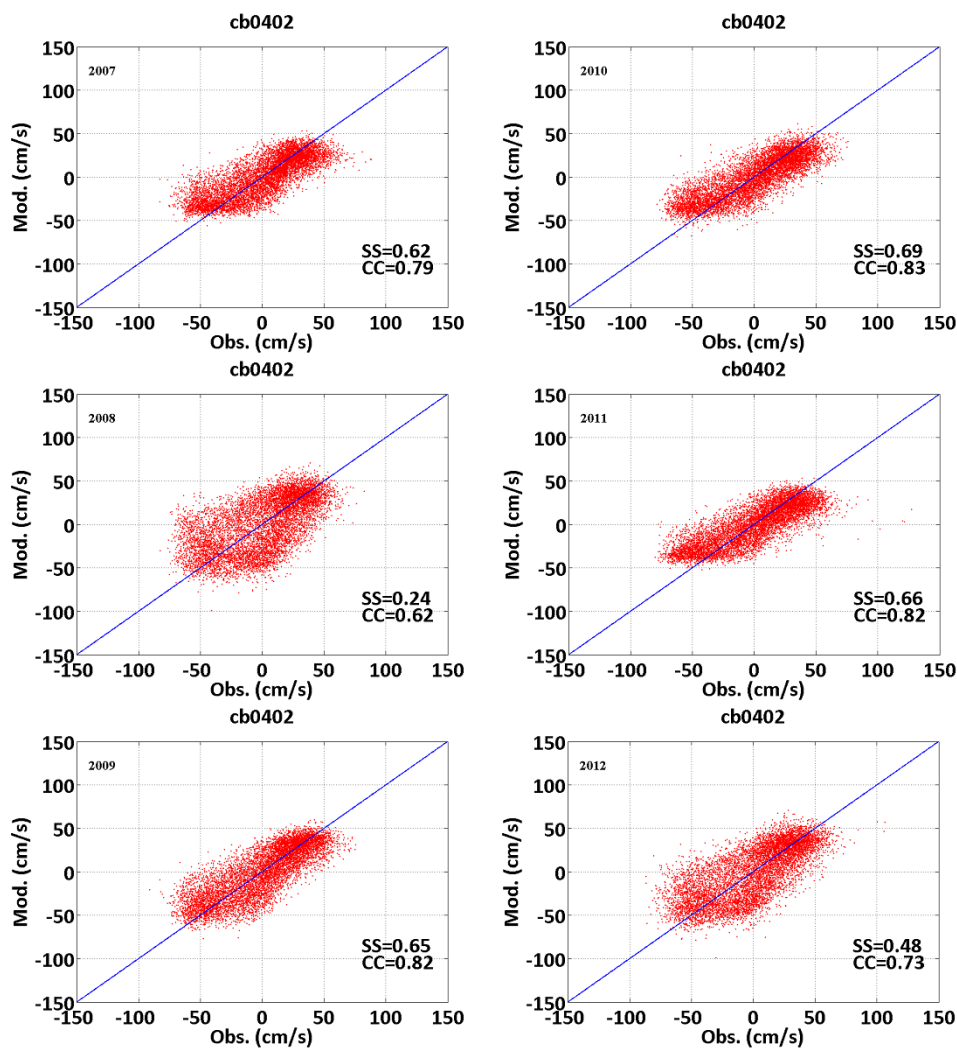 cb0402
150
2007
100
50
0
-50
-100
-150
Mod. (cm/s)
SS=0.62
CC=0.79
-150 -100 -50 0 50 100 150
Obs. (cm/s)
cb0402
150
2010
100
50
0
-50
-100
-150
Mod. (cm/s)
SS=0.69
CC=0.83
-150 -100 -50 0 50 100 150
Obs. (cm/s)
cb0402
150
2008
100
50
0
-50
-100
-150
Mod. (cm/s)
SS=0.24
CC=0.62
-150 -100 -50 0 50 100 150
Obs. (cm/s)
cb0402
150
2011
100
50
0
-50
-100
-150
Mod. (cm/s)
SS=0.66
CC=0.82
-150 -100 -50 0 50 100 150
Obs. (cm/s)
cb0402
150
2009
100
50
0
-50
-100
-150
Mod. (cm/s)
SS=0.65
CC=0.82
-150 -100 -50 0 50 100 150
Obs. (cm/s)
cb0402
150
2012
100
50
0
-50
-100
-150
Mod. (cm/s)
SS=0.48
CC=0.73
-150 -100 -50 0 50 100 150
Obs. (cm/s)